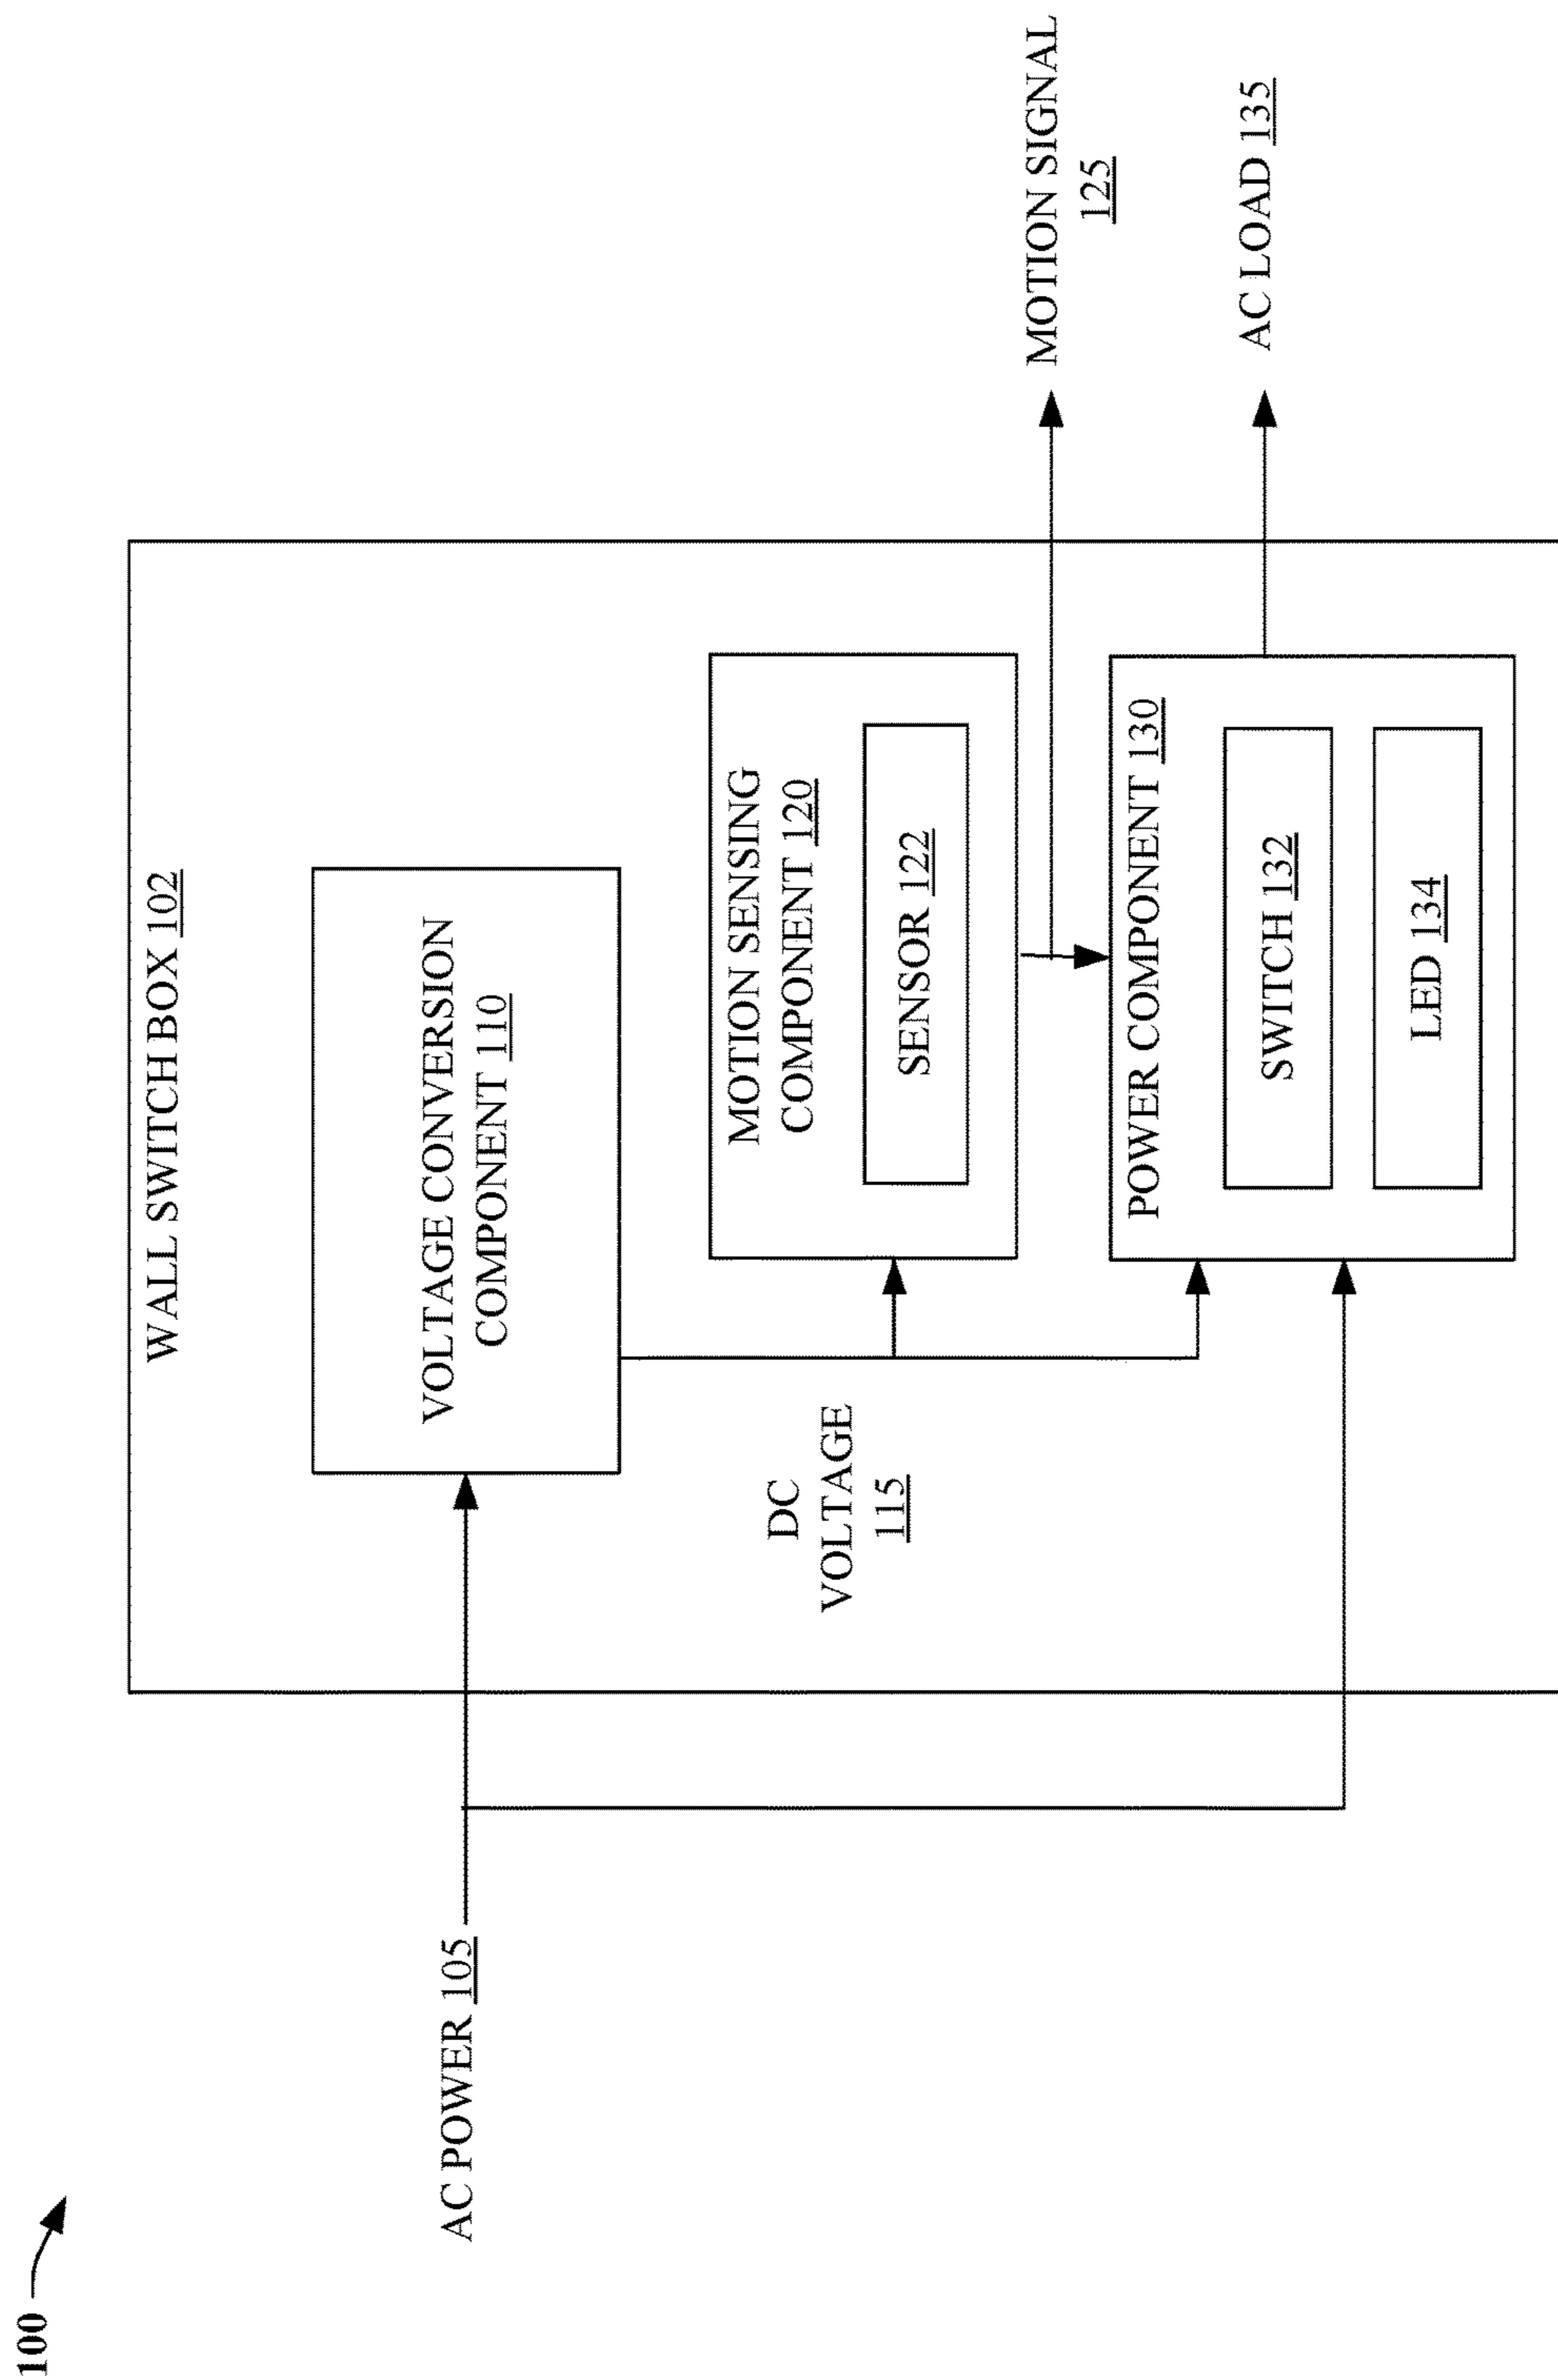 100
WALL SWITCH BOX 102
AC POWER 105
VOLTAGE CONVERSION
COMPONENT 110
DC
VOLTAGE
115
MOTION SENSING
COMPONENT 120
SENSOR 122
MOTION SIGNAL
125
POWER COMPONENT 130
SWITCH 132
LED 134
AC LOAD 135